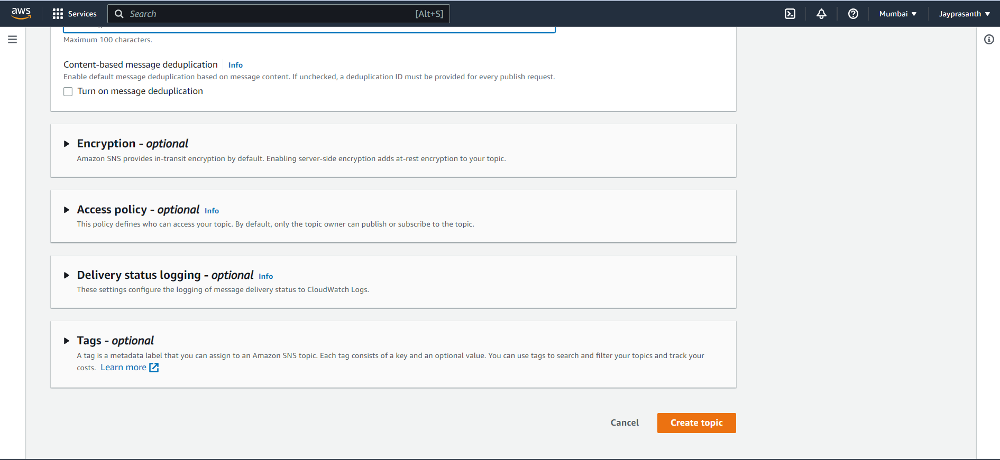 aws Services Search [Alt+S] Mumbai Jayprasanth
Maximum 100 characters.
Content-based message deduplication Info
Enable default message deduplication based on message content. If unchecked, a deduplication ID must be provided for every publish request.
Turn on message deduplication
Encryption - optional
Amazon SNS provides in-transit encryption by default. Enabling server-side encryption adds at-rest encryption to your topic.
Access policy - optional Info
This policy defines who can access your topic. By default, only the topic owner can publish or subscribe to the topic.
Delivery status logging - optional Info
These settings configure the logging of message delivery status to CloudWatch Logs.
Tags - optional
A tag is a metadata label that you can assign to an Amazon SNS topic. Each tag consists of a key and an optional value. You can use tags to search and filter your topics and track your
costs. Learn more
Cancel Create topic